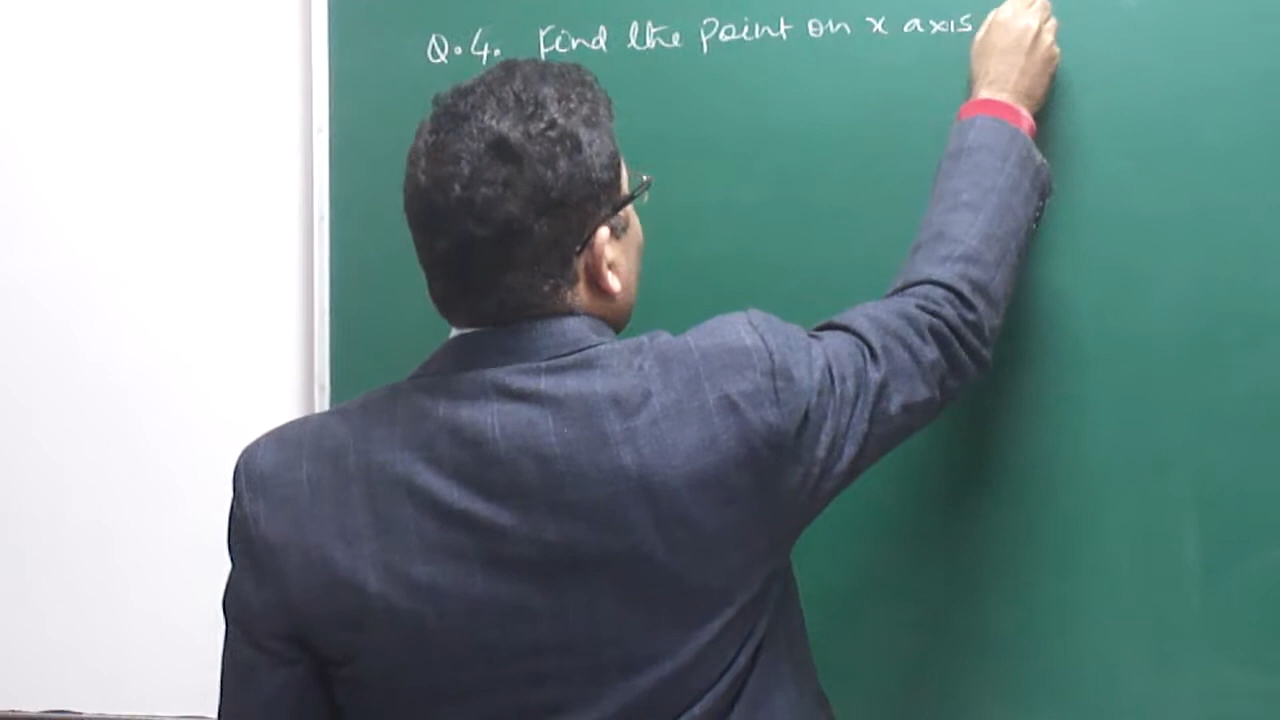 Q.4. Find the point on x axis